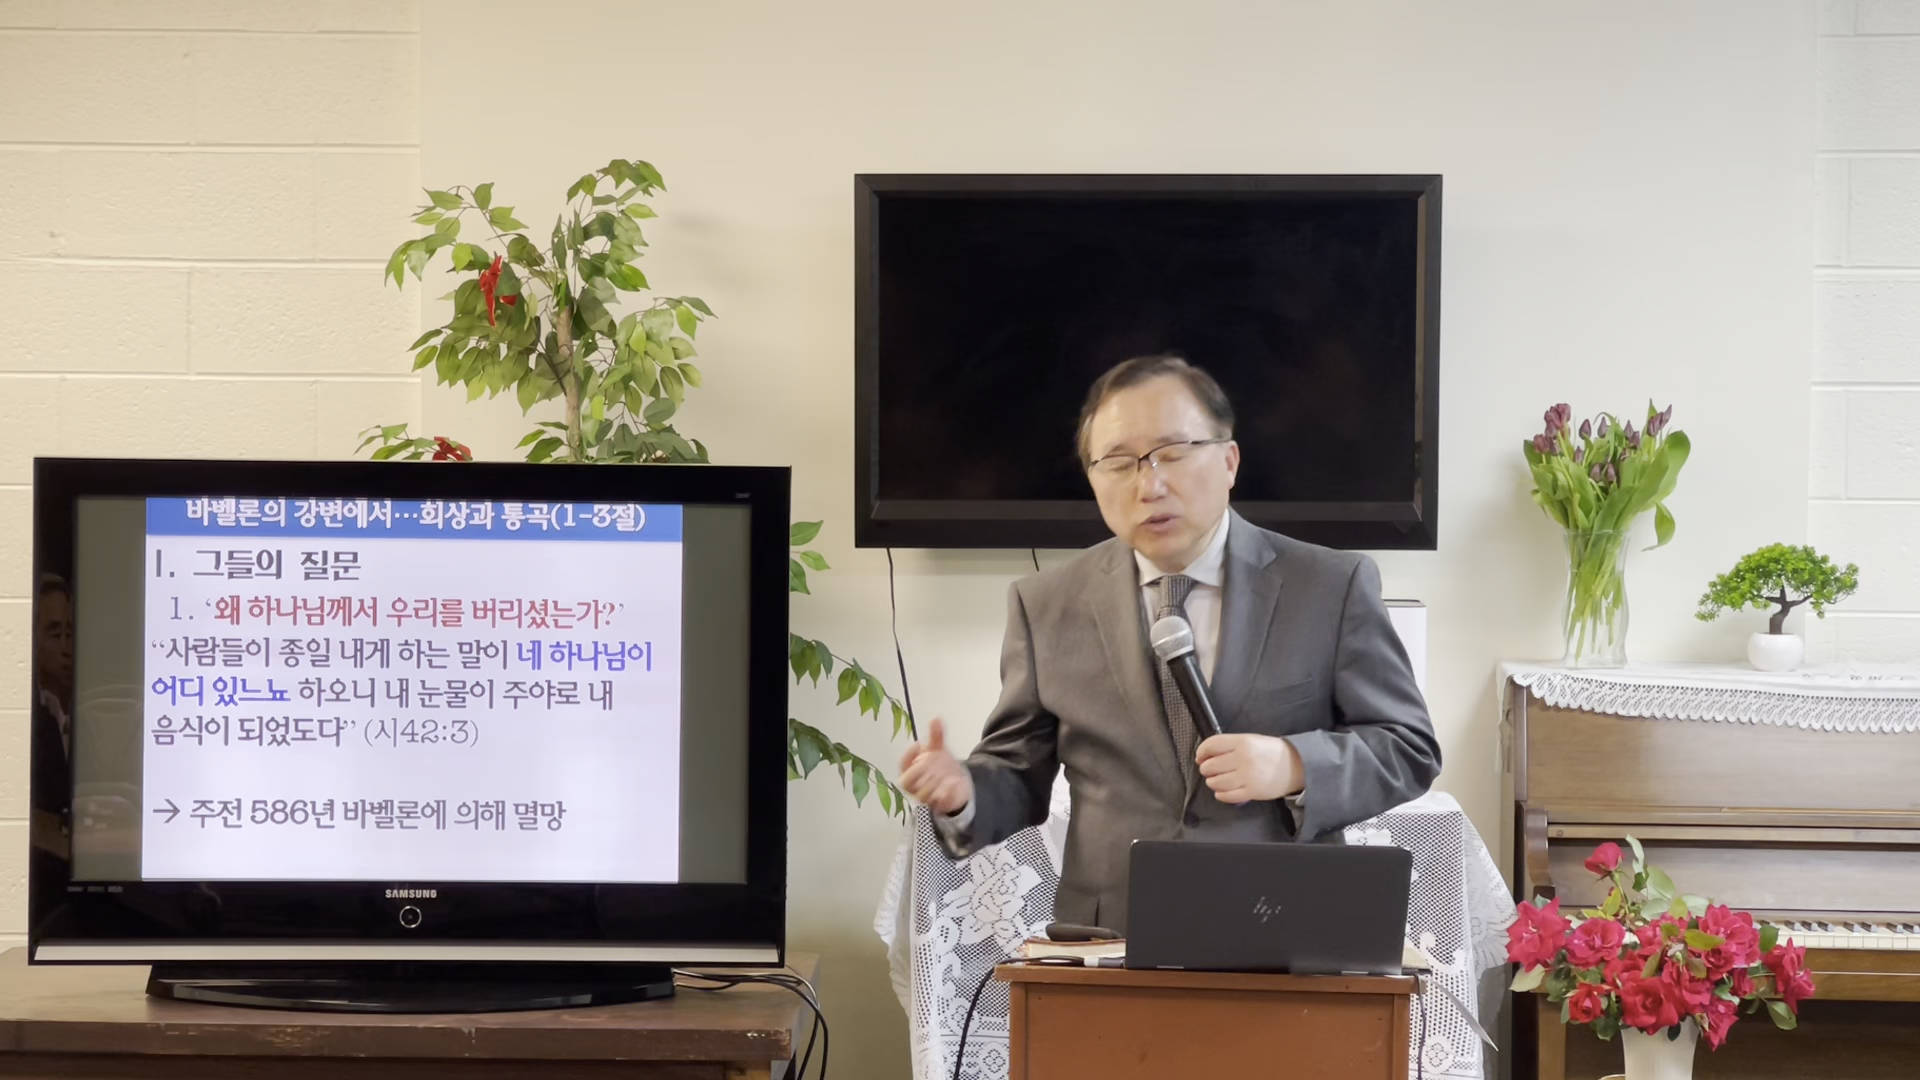 바벨론의 강변에서…회상과 통곡(1-3절)
I. 그들의 질문
1. ‘왜 하나님께서 우리를 버리셨는가?’
“사람들이 종일 내게 하는 말이 네 하나님이
어디 있느뇨 하오니 내 눈물이 주야로 내
음식이 되었도다” (시42:3)
→ 주전 586년 바벨론에 의해 멸망
SAMSUNG
hp